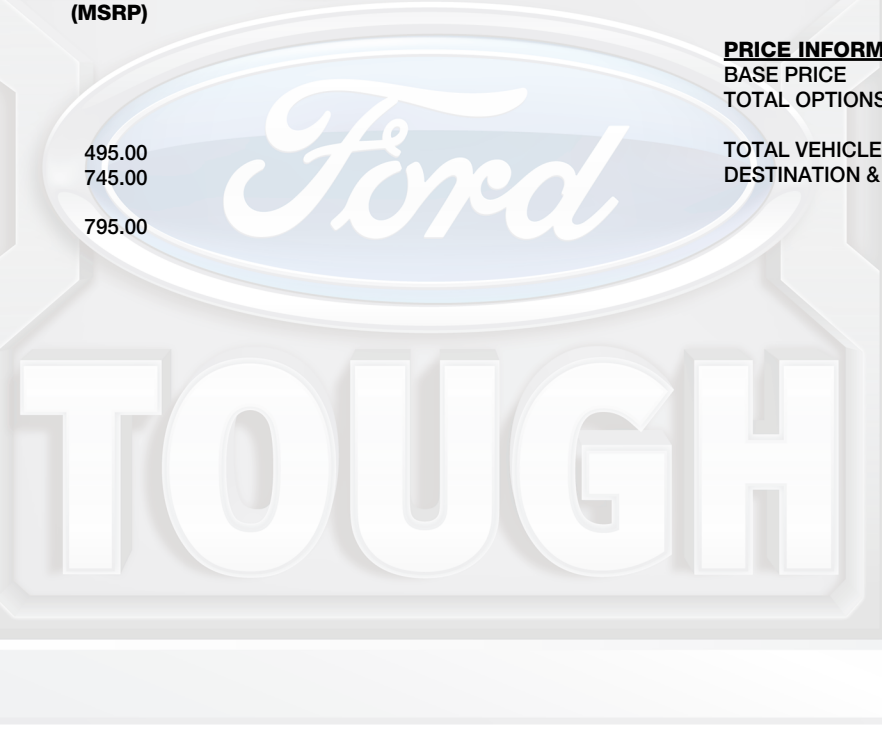 (MSRP)
495.00
745.00
795.00
PRICE INFORM
BASE PRICE
TOTAL OPTIONS
TOTAL VEHICLE
DESTINATION &
Ford
TOUGH